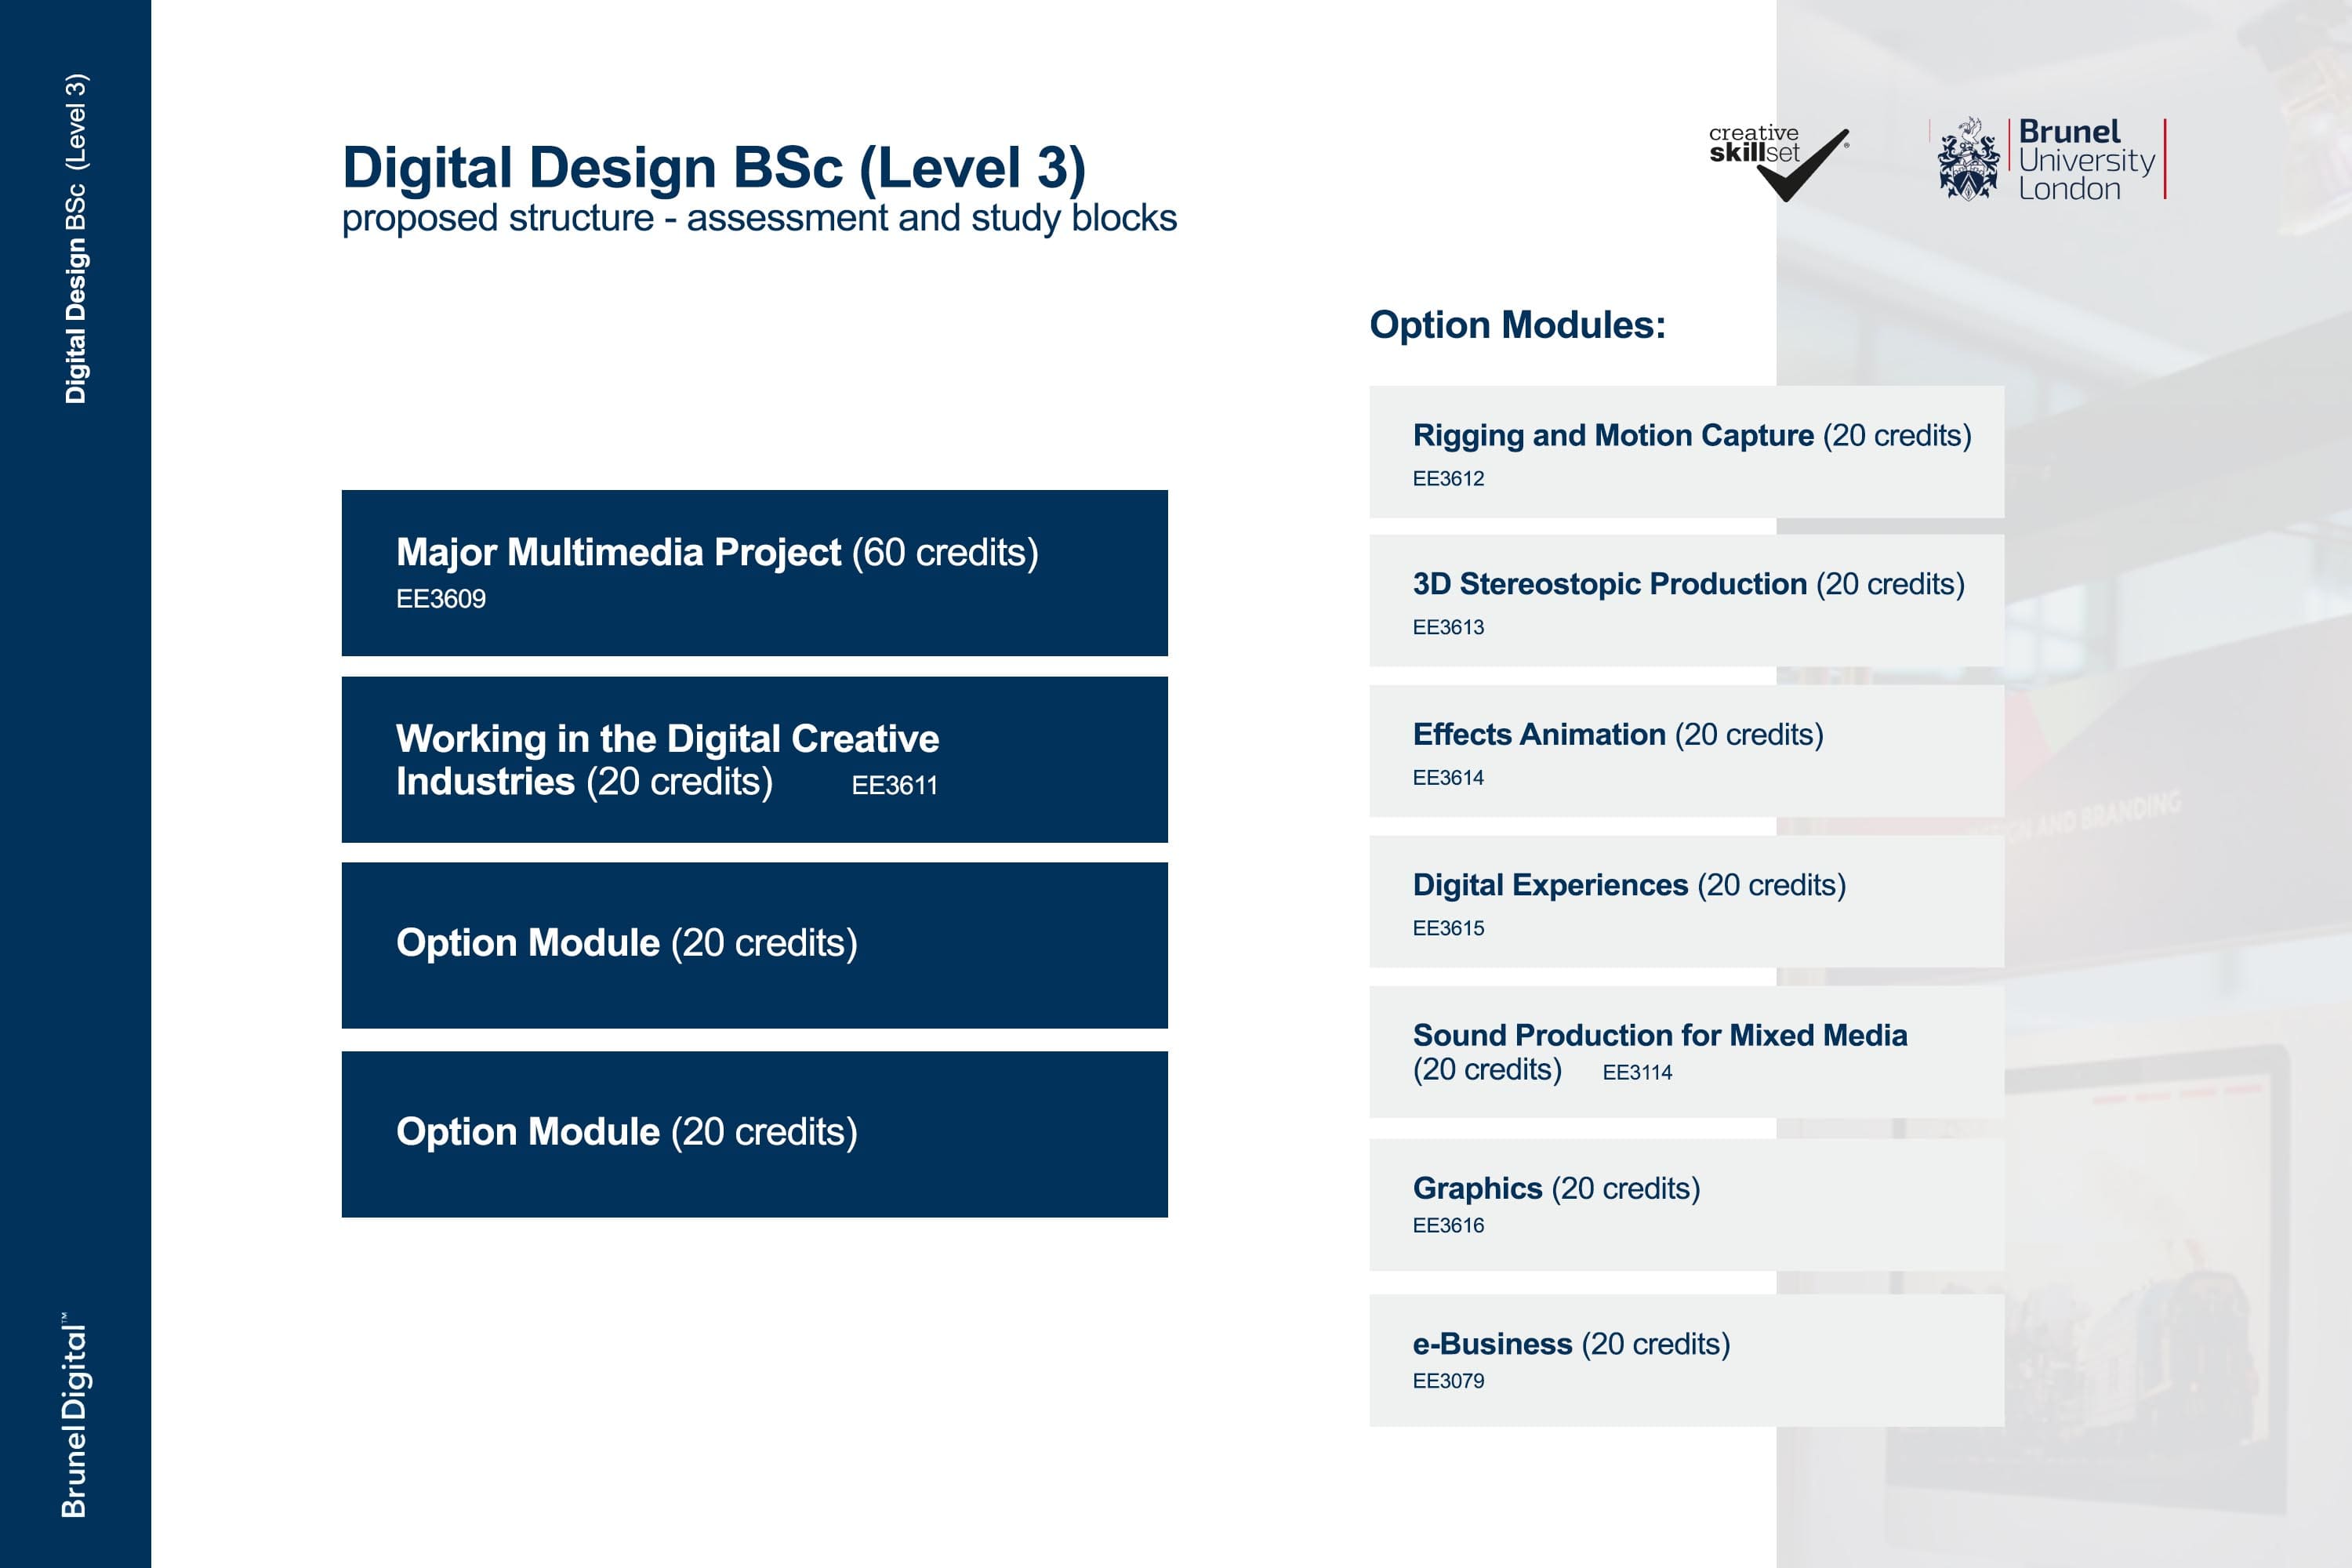 Digital Design BSc (Level 3)
BrunelDigital™
Digital Design BSc (Level 3)
proposed structure - assessment and study blocks
creative
skillset®
Brunel
University
London
Major Multimedia Project (60 credits)
EE3609
Working in the Digital Creative
Industries (20 credits) EE3611
Option Module (20 credits)
Option Module (20 credits)
Option Modules:
Rigging and Motion Capture (20 credits)
EE3612
3D Stereostopic Production (20 credits)
EE3613
Effects Animation (20 credits)
EE3614
Digital Experiences (20 credits)
EE3615
Sound Production for Mixed Media
(20 credits) EE3114
Graphics (20 credits)
EE3616
e-Business (20 credits)
EE3079
AND BRANDING